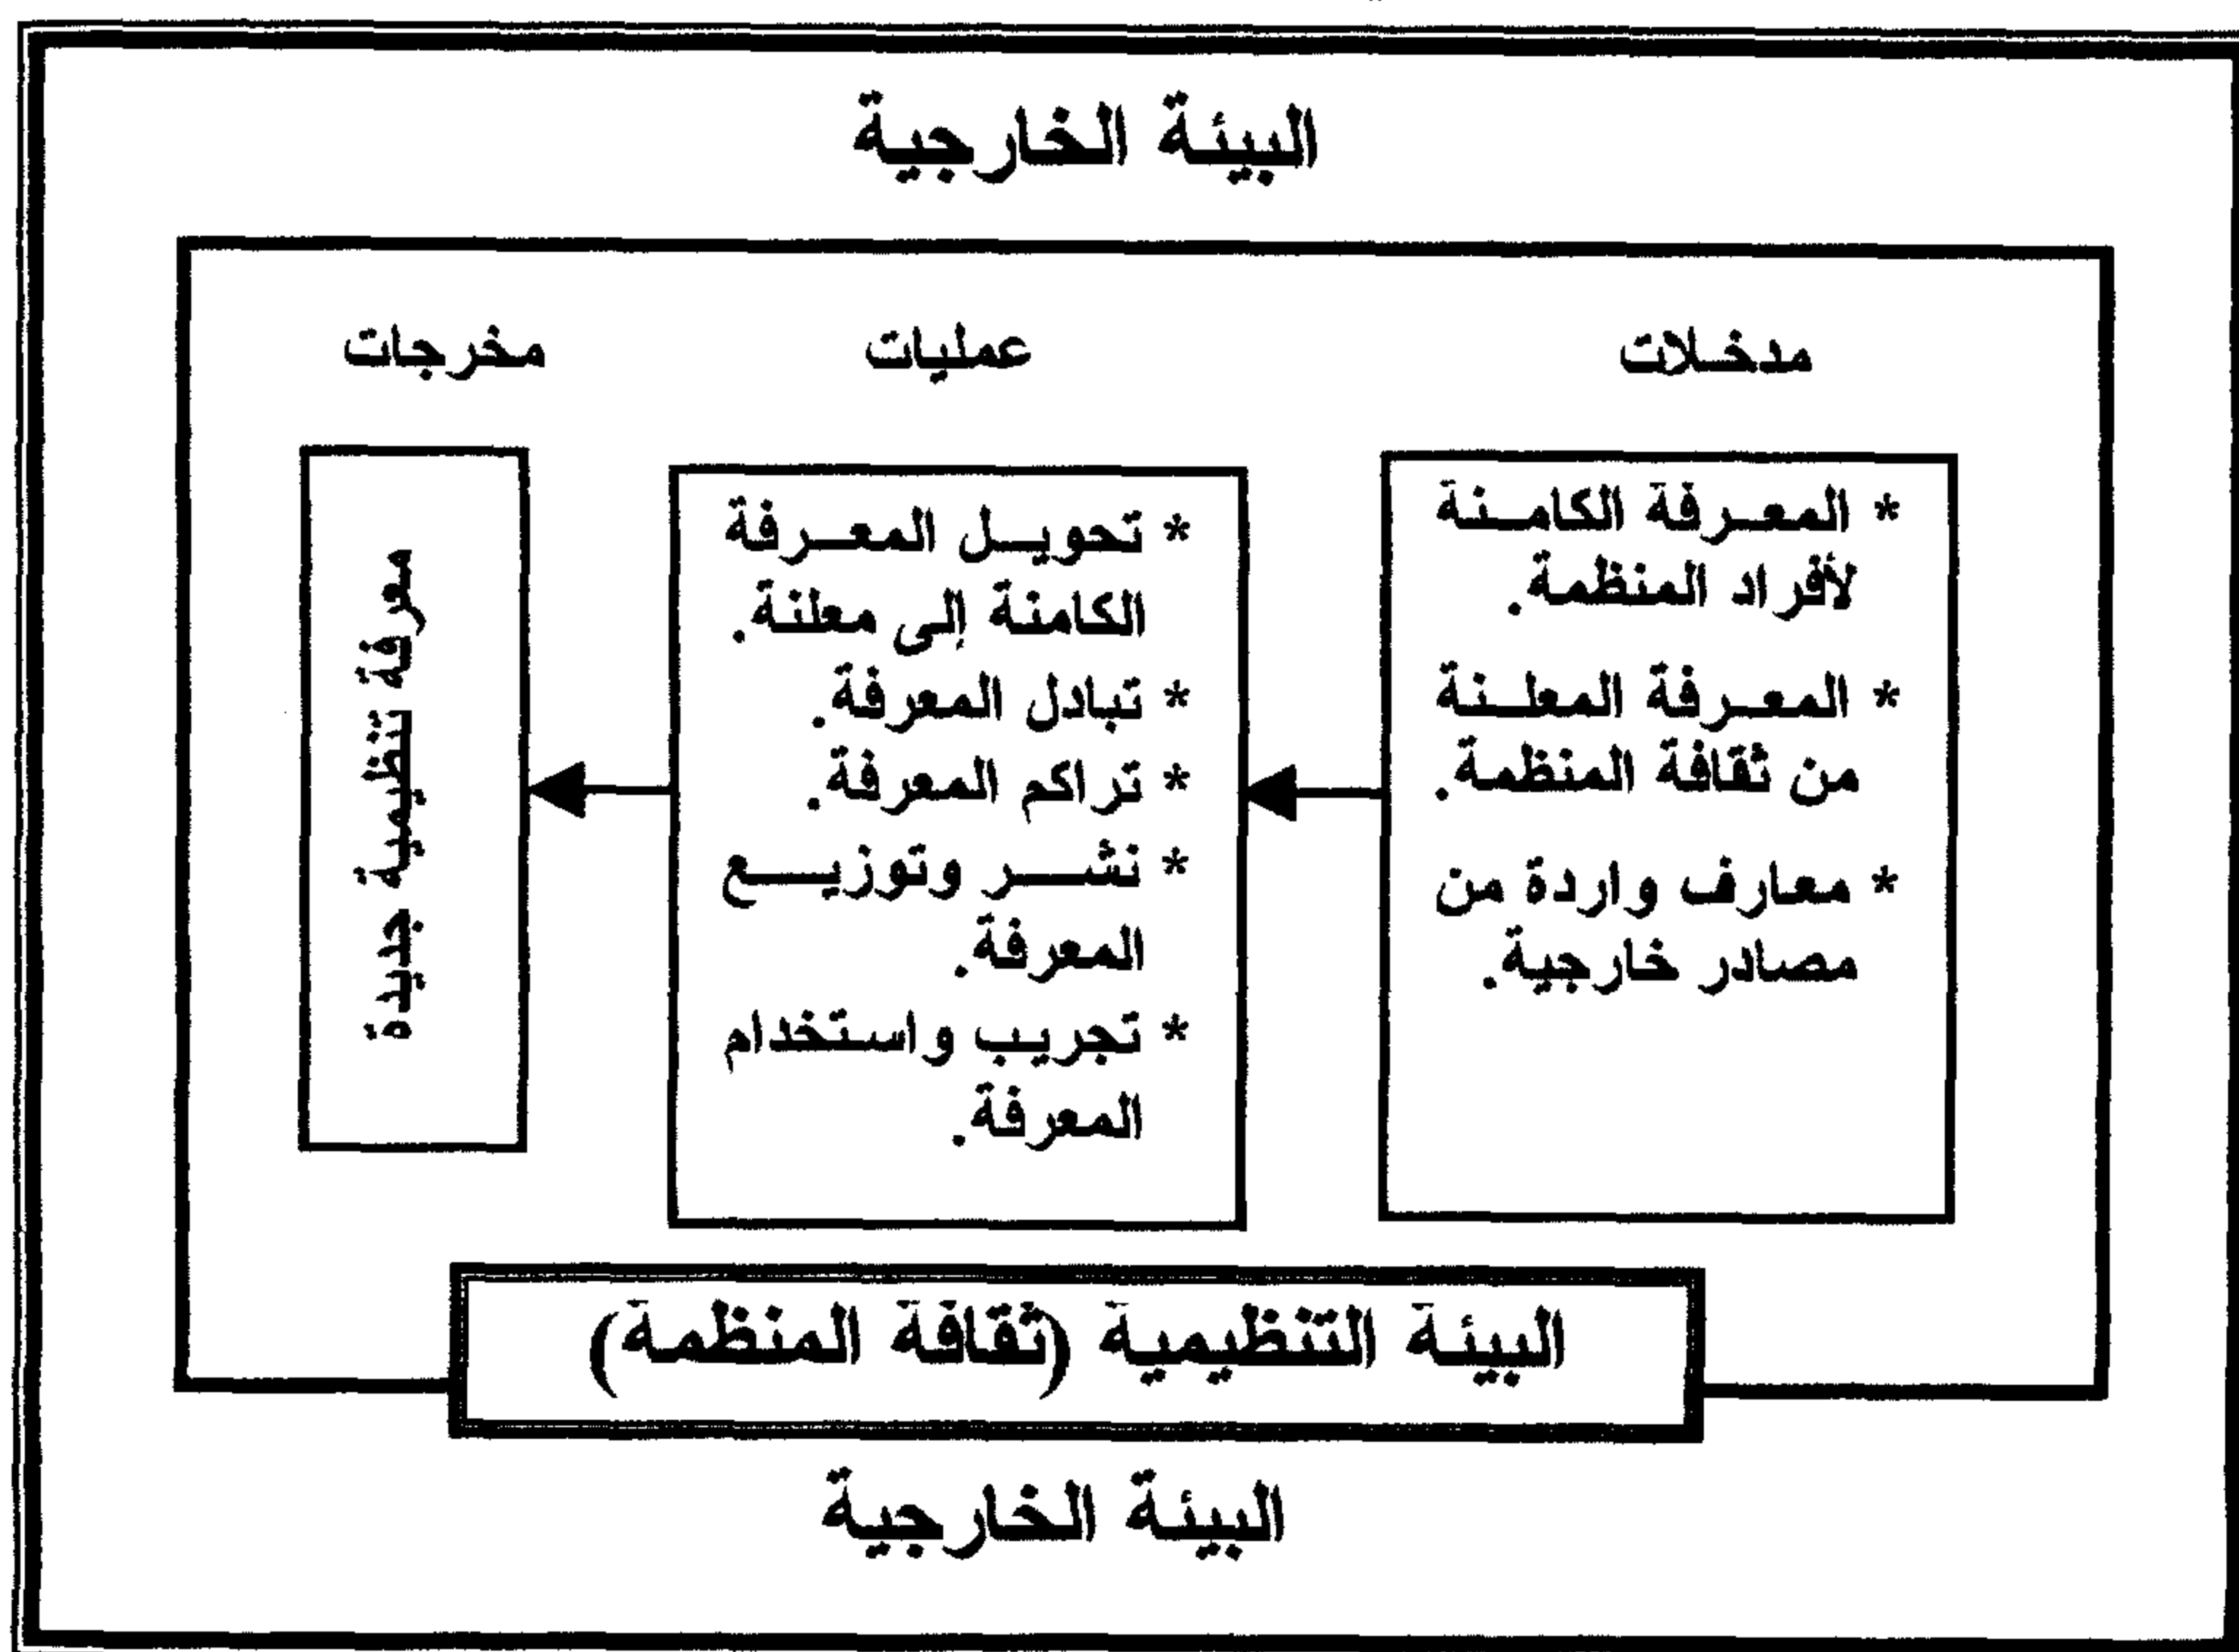 البيئة الخارجية
مدخلات
عمليات
مخرجات
* المعرفة الكامنة
لأفراد المنظمة.
* المعرفة المعلنة
من ثقافة المنظمة.
* معارف واردة من
مصادر خارجية.
* تحويل المعرفة
الكامنة إلى معلنة.
* تبادل المعرفة.
* تراكم المعرفة.
* نشر وتوزيع
المعرفة.
* تجريب واستخدام
المعرفة.
معرفة تنظيمية جديدة
البيئة التنظيمية (ثقافة المنظمة)
البيئة الخارجية